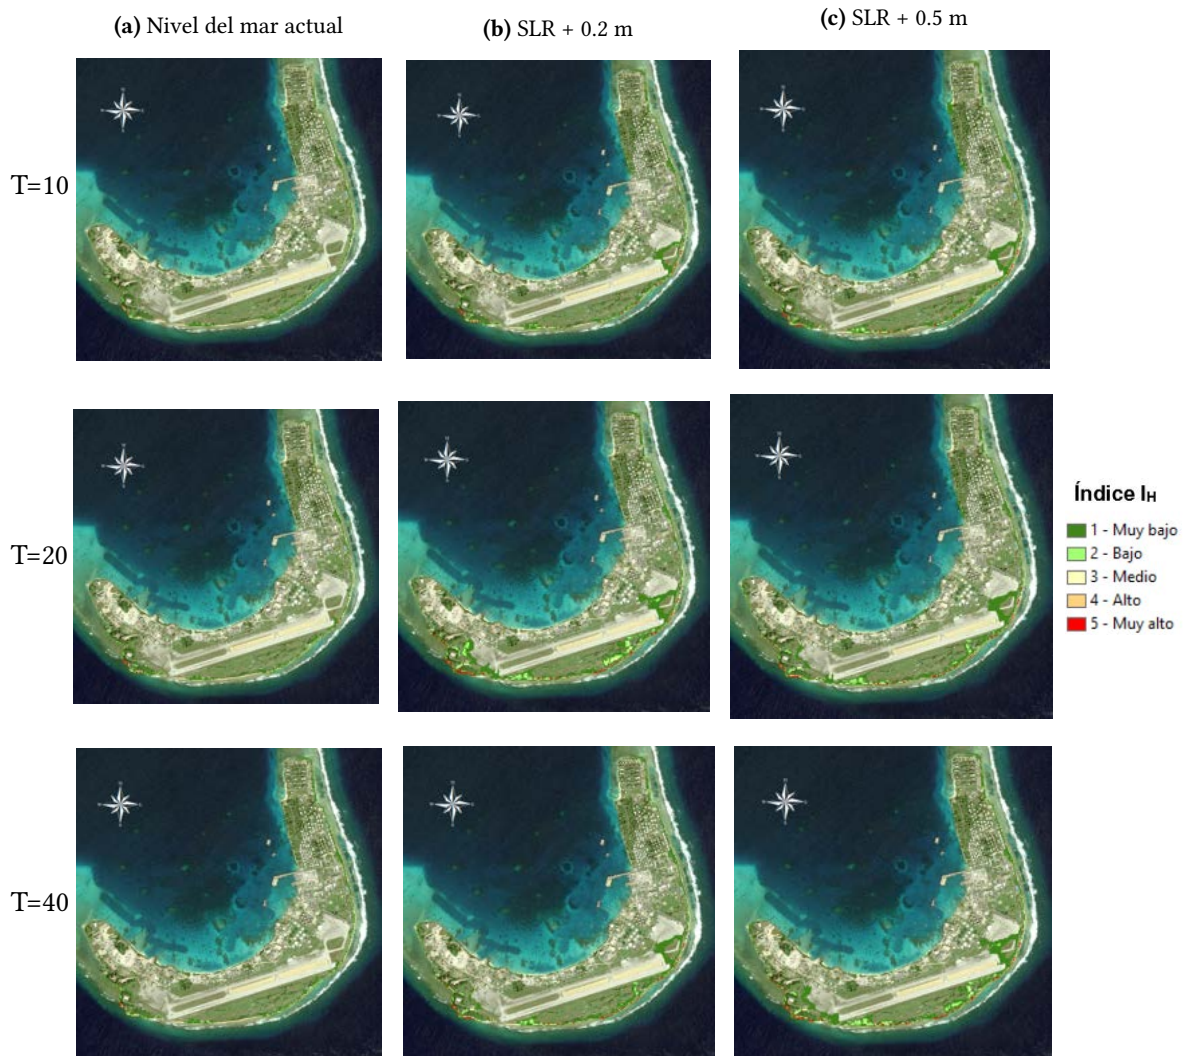 (a) Nivel del mar actual
(b) SLR + 0.2 m
(c) SLR + 0.5 m
T=10
T=20
T=40
Índice I_H
1 - Muy bajo
2 - Bajo
3 - Medio
4 - Alto
5 - Muy alto